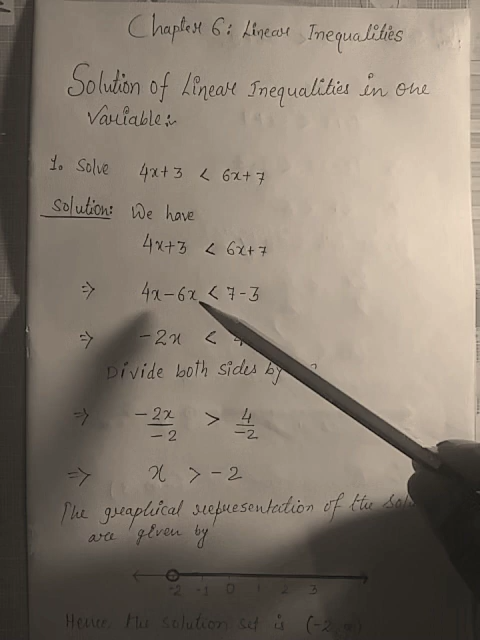 Chapter 6: Linear Inequalities
Solution of Linear Inequalities in one
Variable:
1. Solve 4x+3 < 6x+7
Solution: We have
4x+3 < 6x+7
⇒ 4x-6x < 7-3
⇒ -2x <
Divide both sides by
⇒ -2x/-2 > 4/-2
⇒ x > -2
The graphical representation of the
are given by
-2 -1 0 1 2 3
Hence the solution set is (-2, ∞)